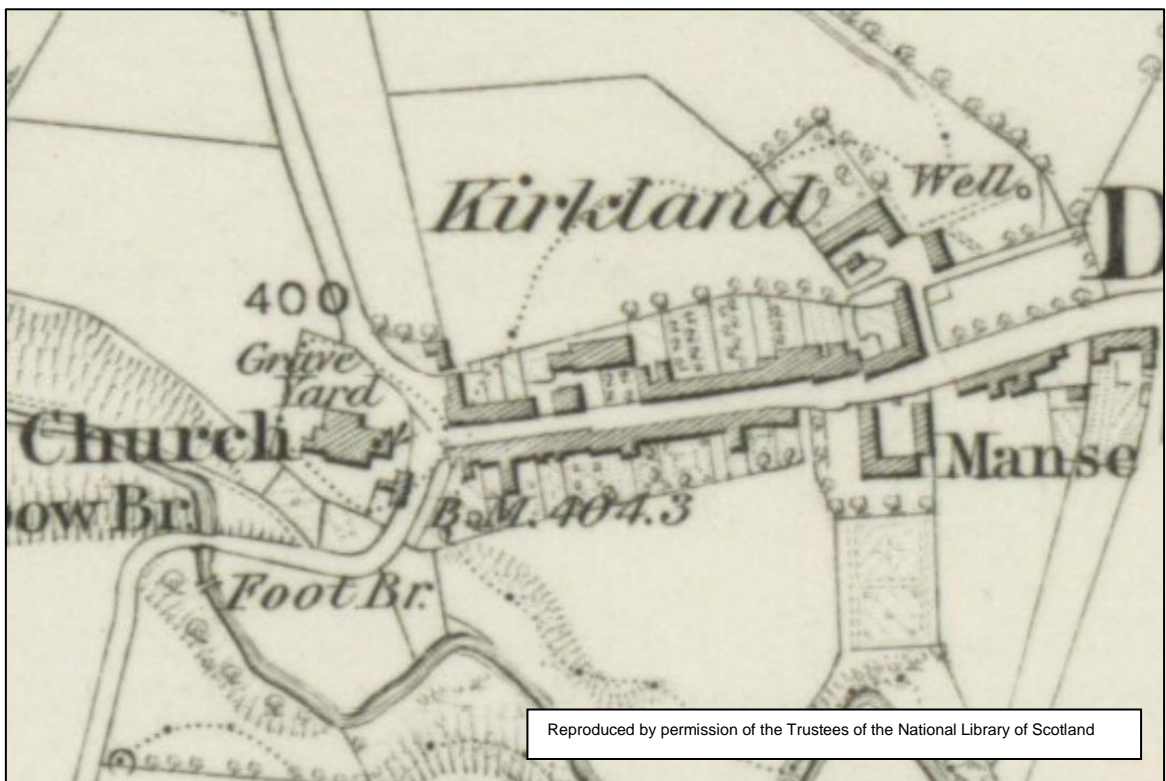 Kirkland
Well
D
400
Grave
Yard
Church
Manse
ow Br.
B.M. 404.3
Foot Br.
Reproduced by permission of the Trustees of the National Library of Scotland